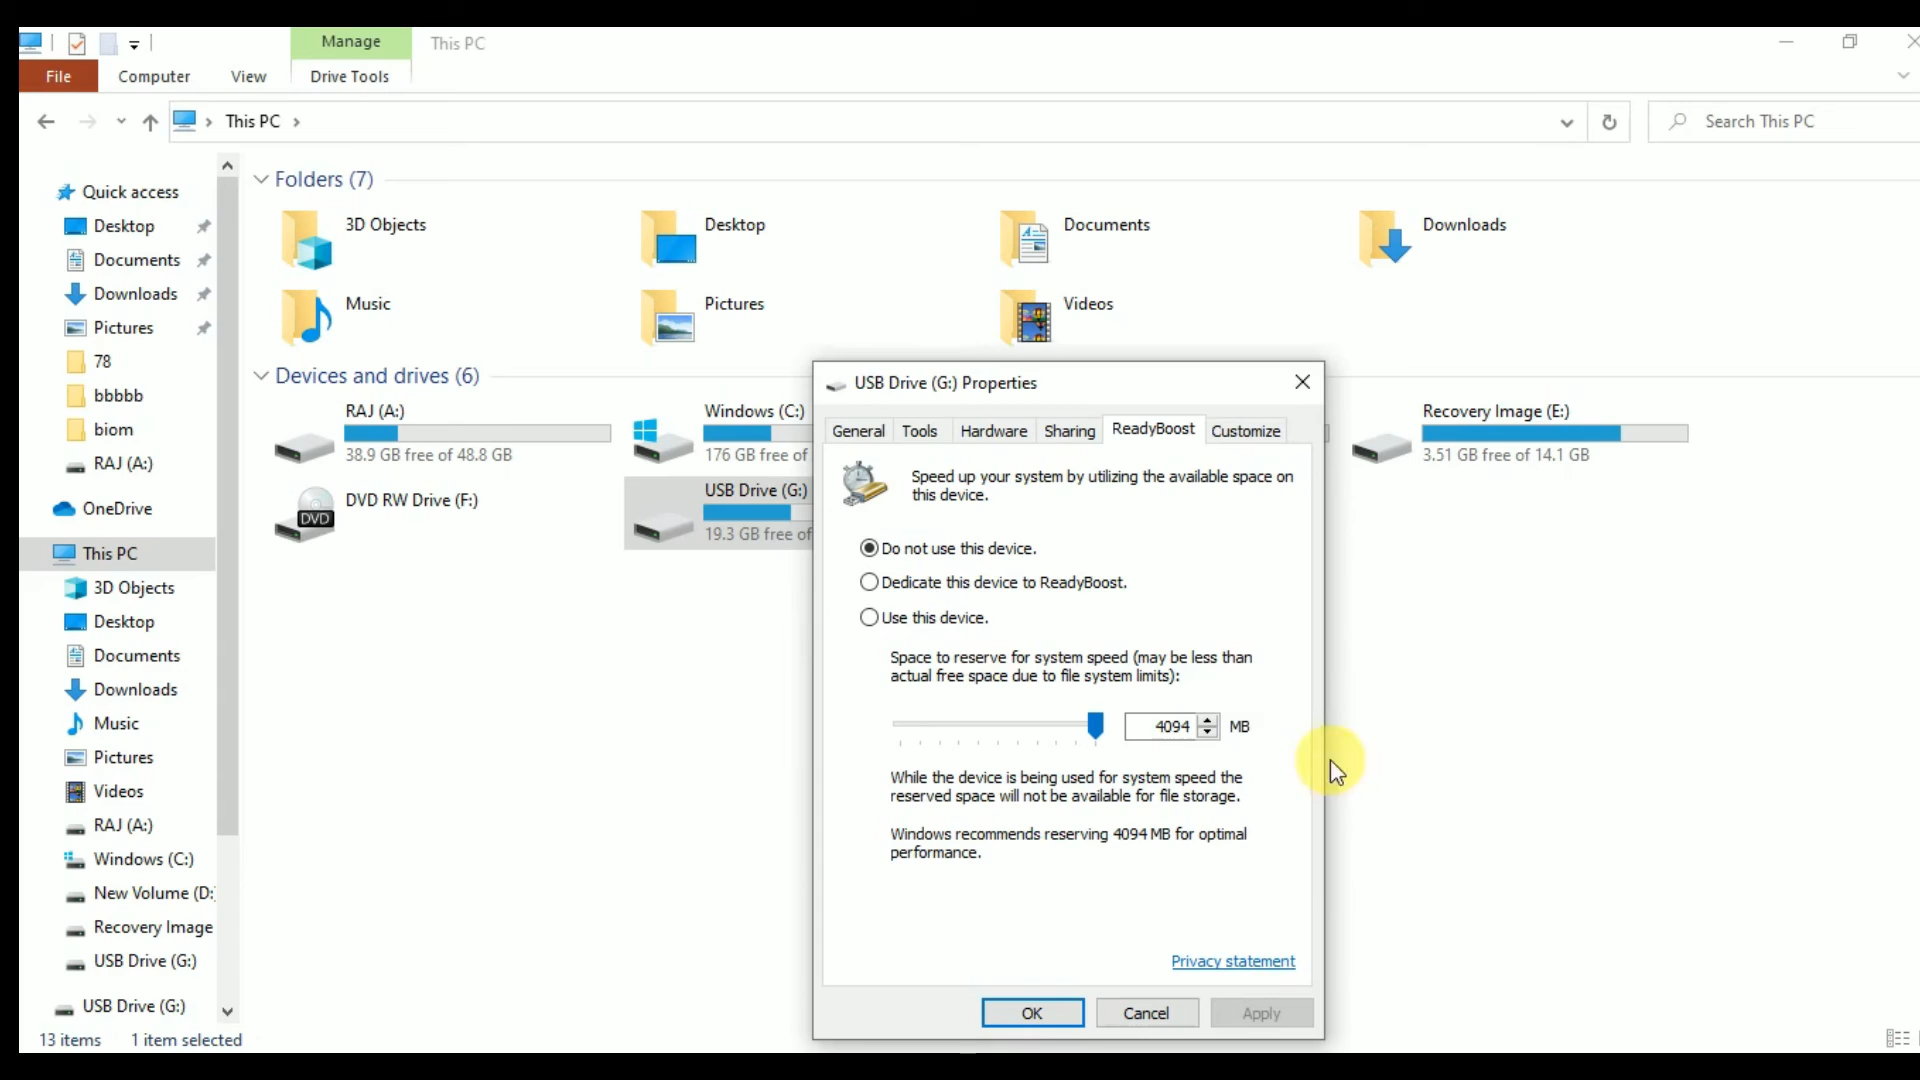 Manage
This PC
File
Computer
View
Drive Tools
This PC
Search This PC
Quick access
Desktop
Documents
Downloads
Pictures
78
bbbbb
biom
RAJ (A:)
OneDrive
This PC
3D Objects
Desktop
Documents
Downloads
Music
Pictures
Videos
RAJ (A:)
Windows (C:)
New Volume (D:
Recovery Image
USB Drive (G:)
USB Drive (G:)
Folders (7)
3D Objects
Desktop
Documents
Downloads
Music
Pictures
Videos
Devices and drives (6)
RAJ (A:)
38.9 GB free of 48.8 GB
Windows (C:)
176 GB free of
Recovery Image (E:)
3.51 GB free of 14.1 GB
DVD RW Drive (F:)
DVD
USB Drive (G:)
19.3 GB free of
USB Drive (G:) Properties
General
Tools
Hardware
Sharing
ReadyBoost
Customize
Speed up your system by utilizing the available space on
this device.
Do not use this device.
Dedicate this device to ReadyBoost.
Use this device.
Space to reserve for system speed (may be less than
actual free space due to file system limits):
4094 MB
While the device is being used for system speed the
reserved space will not be available for file storage.
Windows recommends reserving 4094 MB for optimal
performance.
Privacy statement
OK
Cancel
Apply
13 items
1 item selected